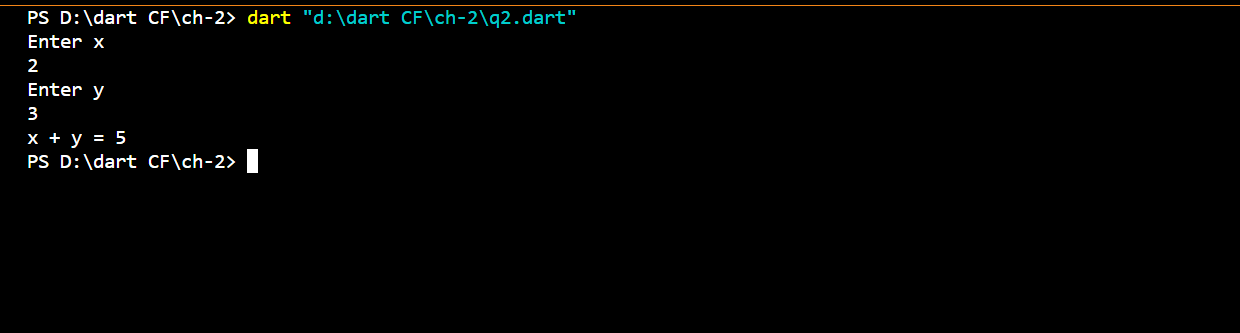 PS D:\dart CF\ch-2> dart "d:\dart CF\ch-2\q2.dart"
Enter x
2
Enter y
3
x + y = 5
PS D:\dart CF\ch-2>